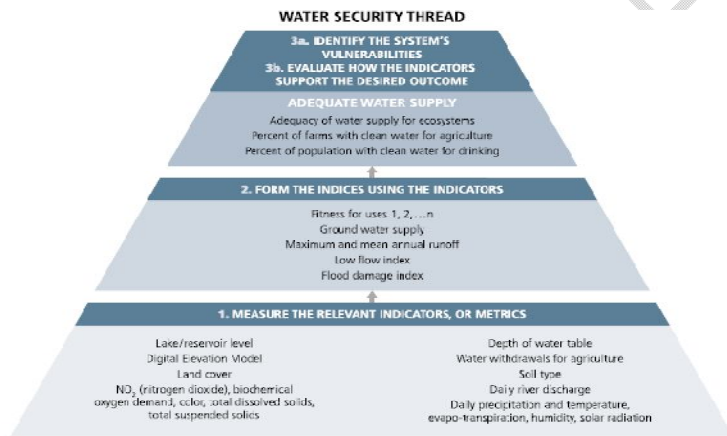 WATER SECURITY THREAD
3a. IDENTIFY THE SYSTEM'S
VULNERABILITIES
3b. EVALUATE HOW THE INDICATORS
SUPPORT THE DESIRED OUTCOME
ADEQUATE WATER SUPPLY
Adequacy of water supply for ecosystems
Percent of farms with clean water for agriculture
Percent of population with clean water for drinking
2. FORM THE INDICES USING THE INDICATORS
Fitness for uses 1, 2, ...n
Ground water supply
Maximum and mean annual runoff
Low flow index
Flood damage index
1. MEASURE THE RELEVANT INDICATORS, OR METRICS
Lake/reservoir level
Digital Elevation Model
Land cover
NO2 (nitrogen dioxide), biochemical
oxygen demand, color, total dissolved solids,
total suspended solids
Depth of water table
Water withdrawals for agriculture
Soil type
Daily river discharge
Daily precipitation and temperature,
evapo-transpiration, humidity, solar radiation